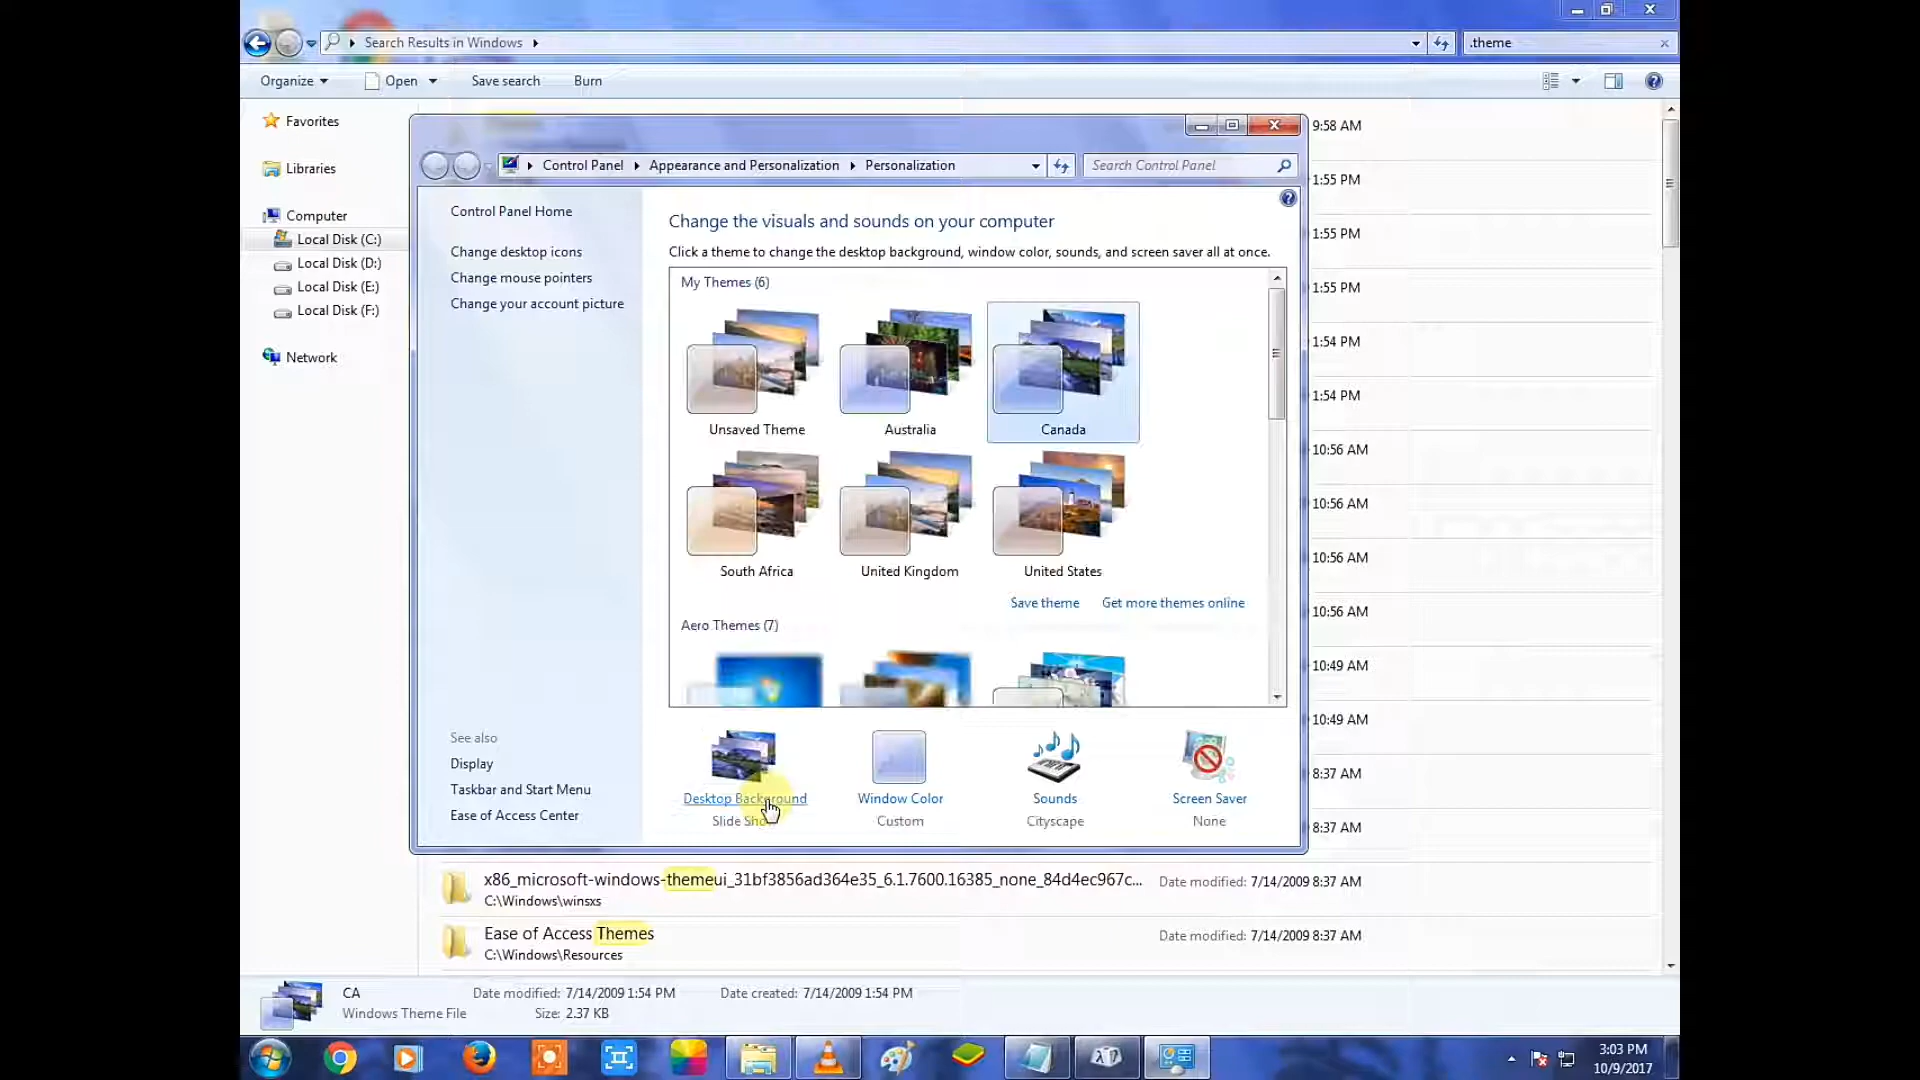 Search Results in Windows
.theme
Organize
Open
Save search
Burn
Favorites
Libraries
Computer
Local Disk (C:)
Local Disk (D:)
Local Disk (E:)
Local Disk (F:)
Network
Control Panel
Appearance and Personalization
Personalization
Search Control Panel
Control Panel Home
Change desktop icons
Change mouse pointers
Change your account picture
See also
Display
Taskbar and Start Menu
Ease of Access Center
Change the visuals and sounds on your computer
Click a theme to change the desktop background, window color, sounds, and screen saver all at once.
My Themes (6)
Unsaved Theme
Australia
Canada
South Africa
United Kingdom
United States
Save theme
Get more themes online
Aero Themes (7)
Desktop Background
Slide
Window Color
Custom
Sounds
Cityscape
Screen Saver
None
9:58 AM
1:55 PM
1:55 PM
1:55 PM
1:54 PM
1:54 PM
10:56 AM
10:56 AM
10:56 AM
10:56 AM
10:49 AM
10:49 AM
8:37 AM
8:37 AM
x86_microsoft-windows-themeui_31bf3856ad364e35_6.1.7600.16385_none_84d4ec967c...
Date modified: 7/14/2009 8:37 AM
C:\Windows\winsxs
Ease of Access Themes
Date modified: 7/14/2009 8:37 AM
C:\Windows\Resources
CA
Date modified: 7/14/2009 1:54 PM
Date created: 7/14/2009 1:54 PM
Windows Theme File
Size: 2.37 KB
3:03 PM
10/9/2017